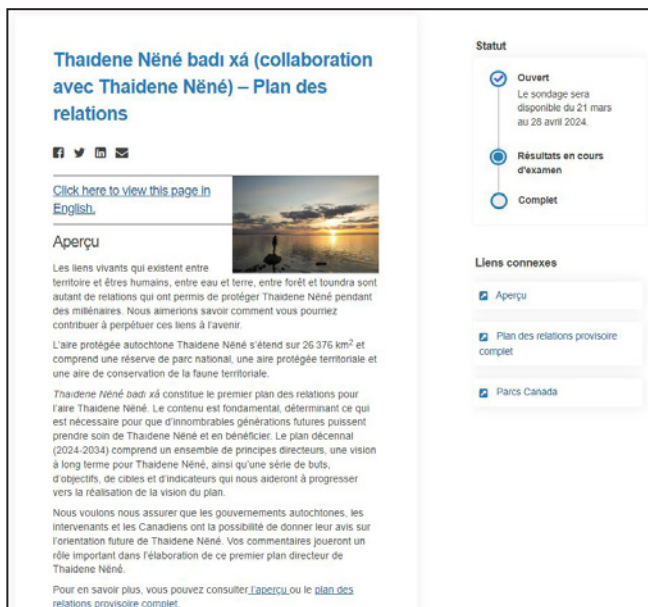 Thaıdene Nëné badı xá (collaboration
avec Thaidene Nëné) – Plan des
relations
Click here to view this page in
English.
Aperçu
Les liens vivants qui existent entre
territoire et êtres humains, entre eau et terre, entre forêt et toundra sont
autant de relations qui ont permis de protéger Thaidene Nëné pendant
des millénaires. Nous aimerions savoir comment vous pourriez
contribuer à perpétuer ces liens à l'avenir.
L'aire protégée autochtone Thaidene Nëné s'étend sur 26 376 km² et
comprend une réserve de parc national, une aire protégée territoriale et
une aire de conservation de la faune territoriale.
Thaıdene Nëné badı xá constitue le premier plan des relations pour
l'aire Thaidene Nëné. Le contenu est fondamental, déterminant ce qui
est nécessaire pour que d'innombrables générations futures puissent
prendre soin de Thaidene Nëné et en bénéficier. Le plan décennal
(2024-2034) comprend un ensemble de principes directeurs, une vision
à long terme pour Thaidene Nëné, ainsi qu'une série de buts,
d'objectifs, de cibles et d'indicateurs qui nous aideront à progresser
vers la réalisation de la vision du plan.
Nous voulons nous assurer que les gouvernements autochtones, les
intervenants et les Canadiens ont la possibilité de donner leur avis sur
l'orientation future de Thaidene Nëné. Vos commentaires joueront un
rôle important dans l'élaboration de ce premier plan directeur de
Thaidene Nëné.
Pour en savoir plus, vous pouvez consulter l'aperçu ou le plan des
relations provisoire complet.
Statut
Ouvert
Le sondage sera
disponible du 21 mars
au 28 avril 2024.
Résultats en cours
d'examen
Complet
Liens connexes
Aperçu
Plan des relations provisoire
complet
Parcs Canada